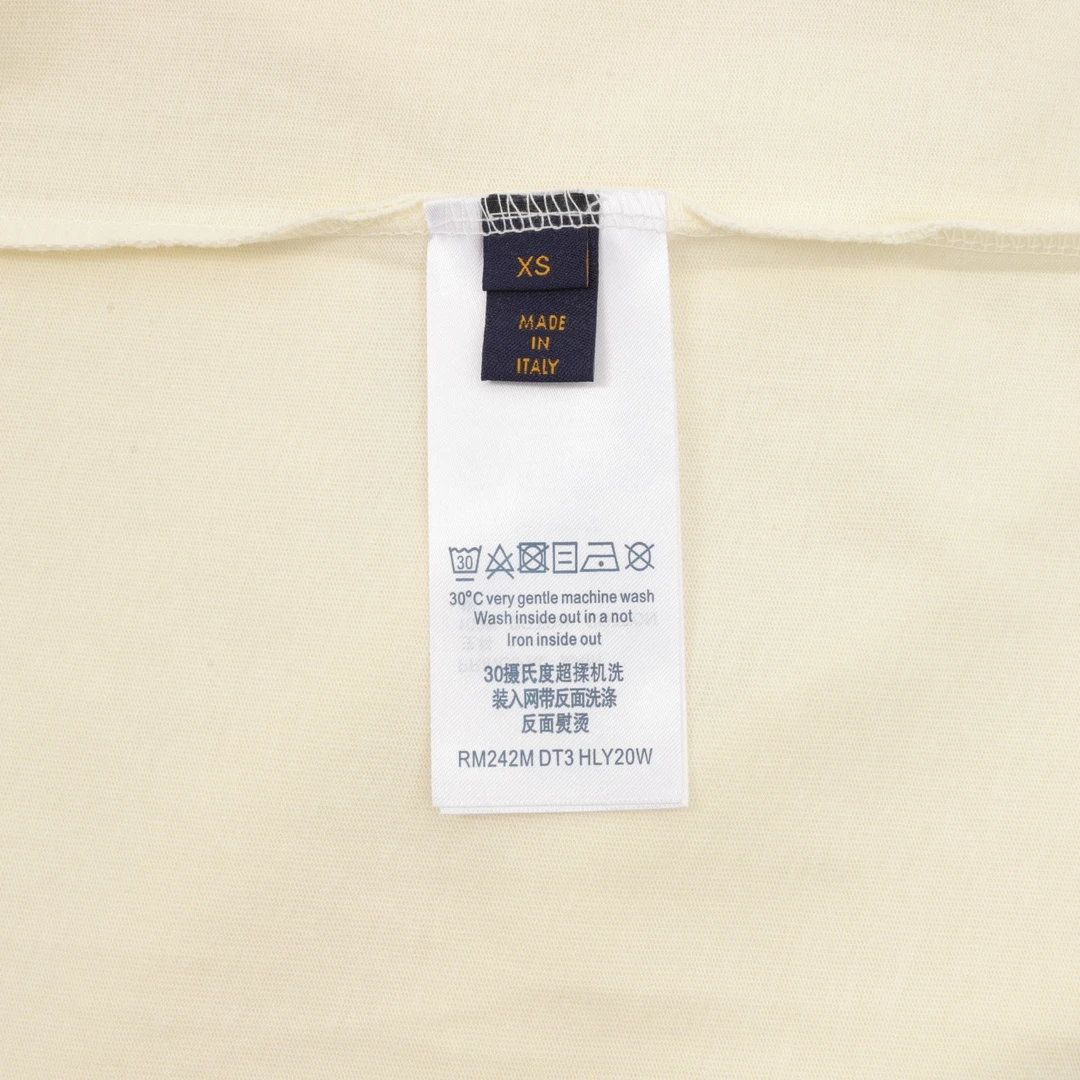 XS
MADE
IN
ITALY
30
30°C very gentle machine wash
Wash inside out in a not
Iron inside out
30摄氏度超揉机洗
装入网带反面洗涤
反面熨烫
RM242M DT3 HLY20W